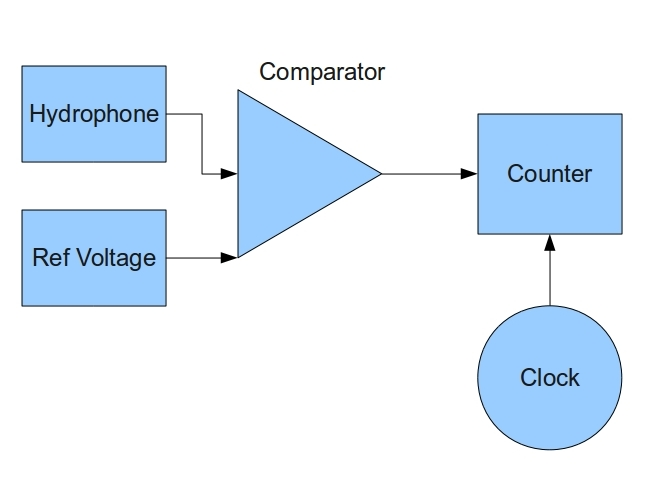 Comparator
Hydrophone
Counter
Ref Voltage
Clock